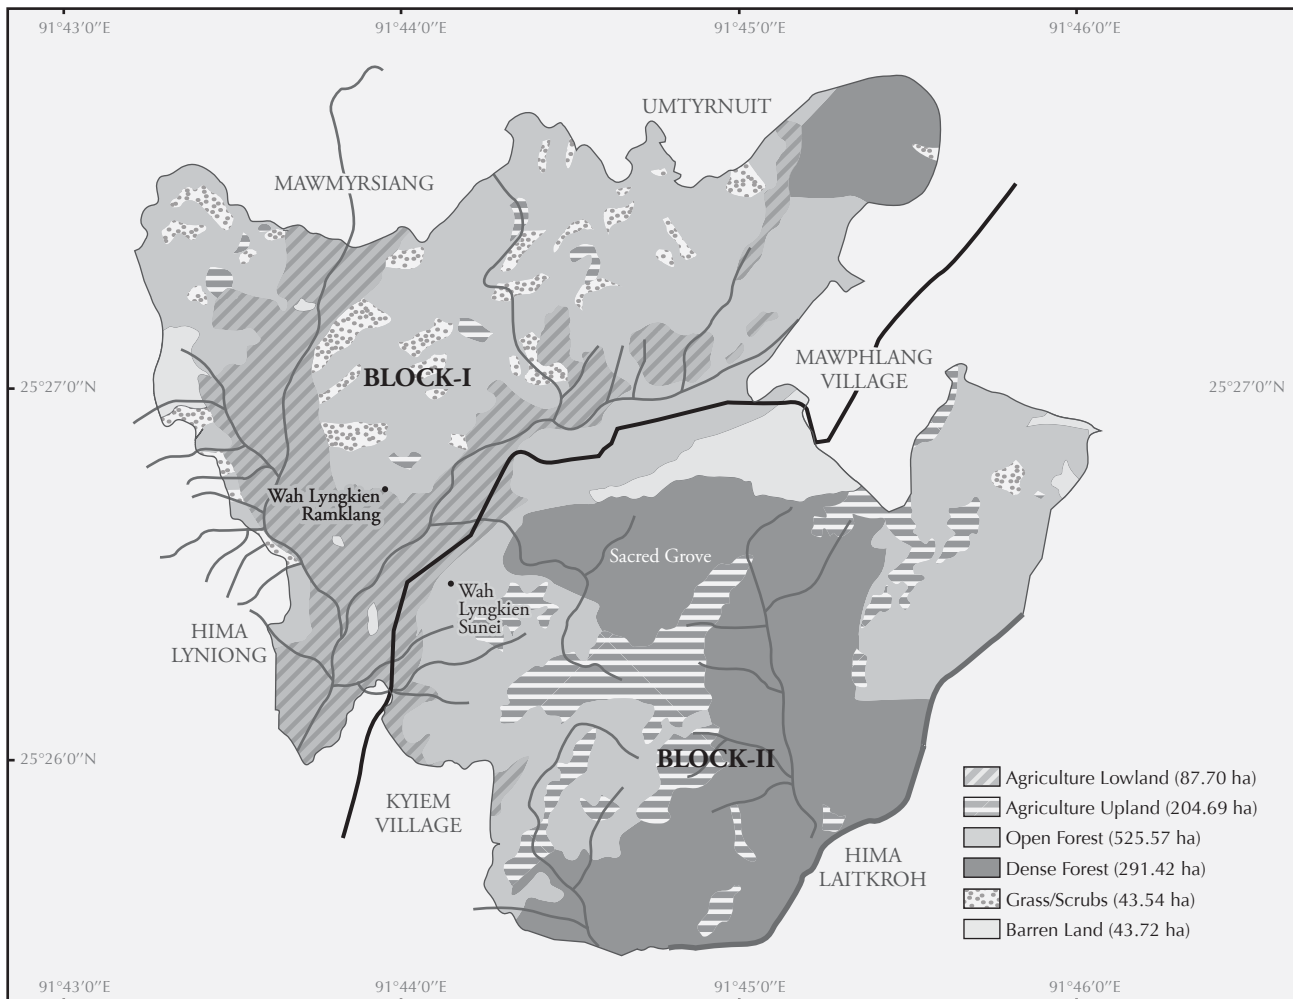 91°43′0″E
91°44′0″E
91°45′0″E
91°46′0″E
UMTYRNUIT
MAWMYRSIANG
MAWPHLANG
VILLAGE
BLOCK-I
25°27′0″N
25°27′0″N
Wah Lyngkien
Ramklang
Sacred Grove
Wah
Lyngkien
Sunei
HIMA
LYNIONG
BLOCK-II
25°26′0″N
KYIEM
VILLAGE
HIMA
LAITKROH
Agriculture Lowland (87.70 ha)
Agriculture Upland (204.69 ha)
Open Forest (525.57 ha)
Dense Forest (291.42 ha)
Grass/Scrubs (43.54 ha)
Barren Land (43.72 ha)
91°43′0″E
91°44′0″E
91°45′0″E
91°46′0″E